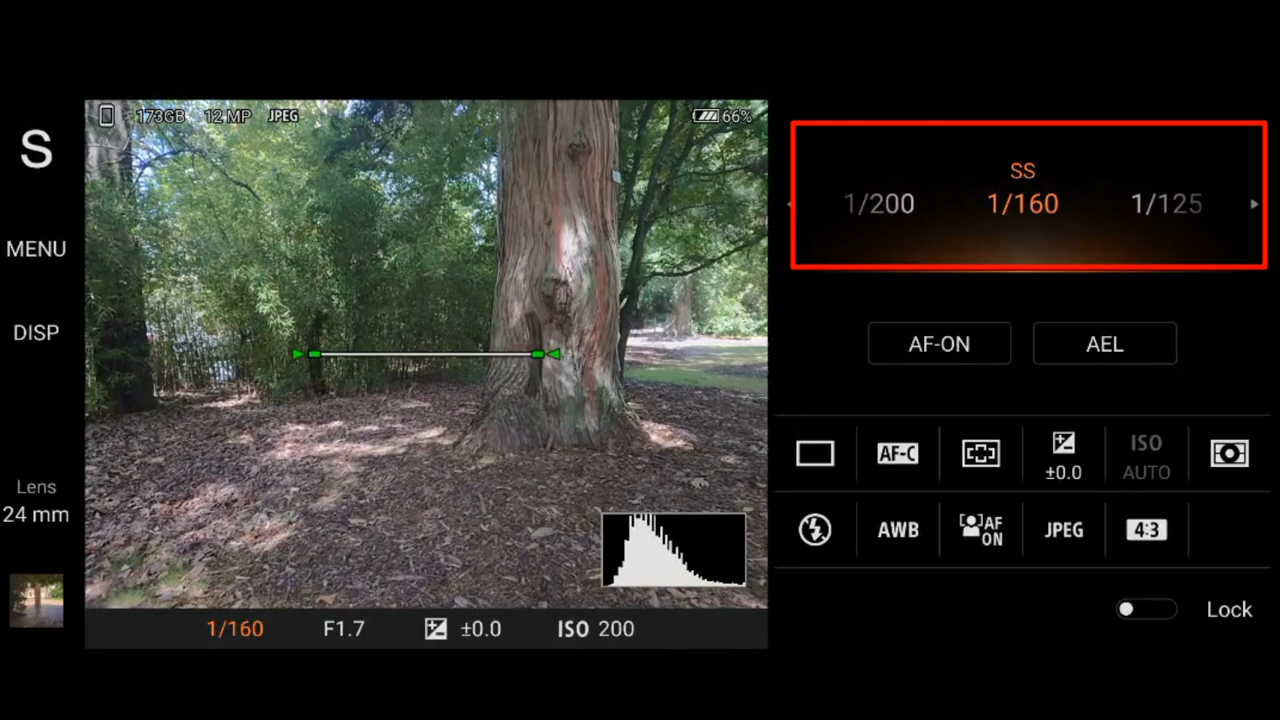 S
MENU
DISP
Lens
24 mm
173GB 12 MP JPEG 66%
1/160 F1.7 ±0.0 ISO 200
SS
1/200 1/160 1/125
AF-ON AEL
AF-C ±0.0 ISO AUTO
AWB AF ON JPEG 4:3
Lock